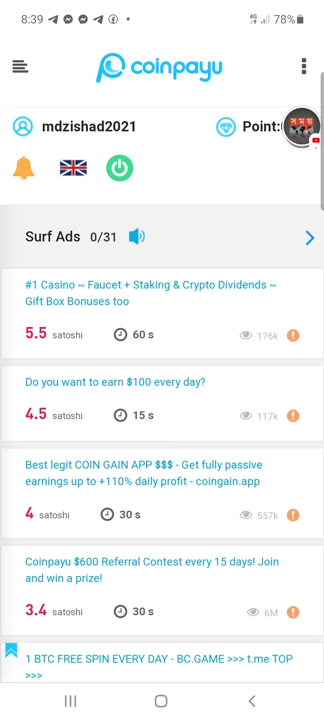 8:39 78%
coinpayu
mdzishad2021 Point:
Surf Ads 0/31
#1 Casino ~ Faucet + Staking & Crypto Dividends ~
Gift Box Bonuses too
5.5 satoshi 60 s 176k
Do you want to earn $100 every day?
4.5 satoshi 15 s 117k
Best legit COIN GAIN APP $$$ - Get fully passive
earnings up to +110% daily profit - coingain.app
4 satoshi 30 s 557k
Coinpayu $600 Referral Contest every 15 days! Join
and win a prize!
3.4 satoshi 30 s 6M
1 BTC FREE SPIN EVERY DAY - BC.GAME >>> t.me TOP
>>>